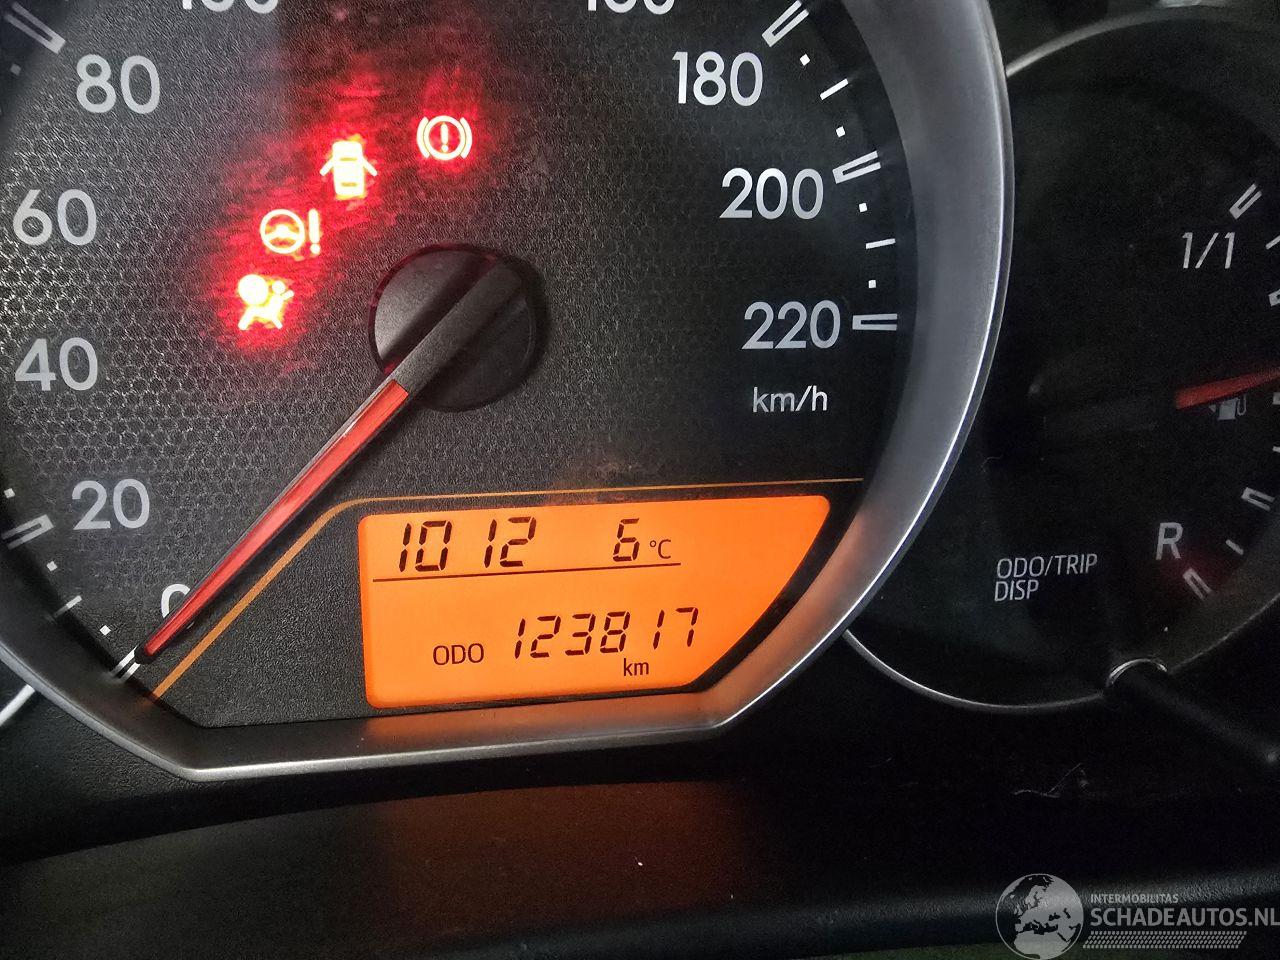 80
60
40
20
0
180
200
220
km/h
10 12 6°C
ODO 123817
km
1/1
R
ODO/TRIP
DISP
INTERMOBILITAS
SCHADEAUTOS.NL